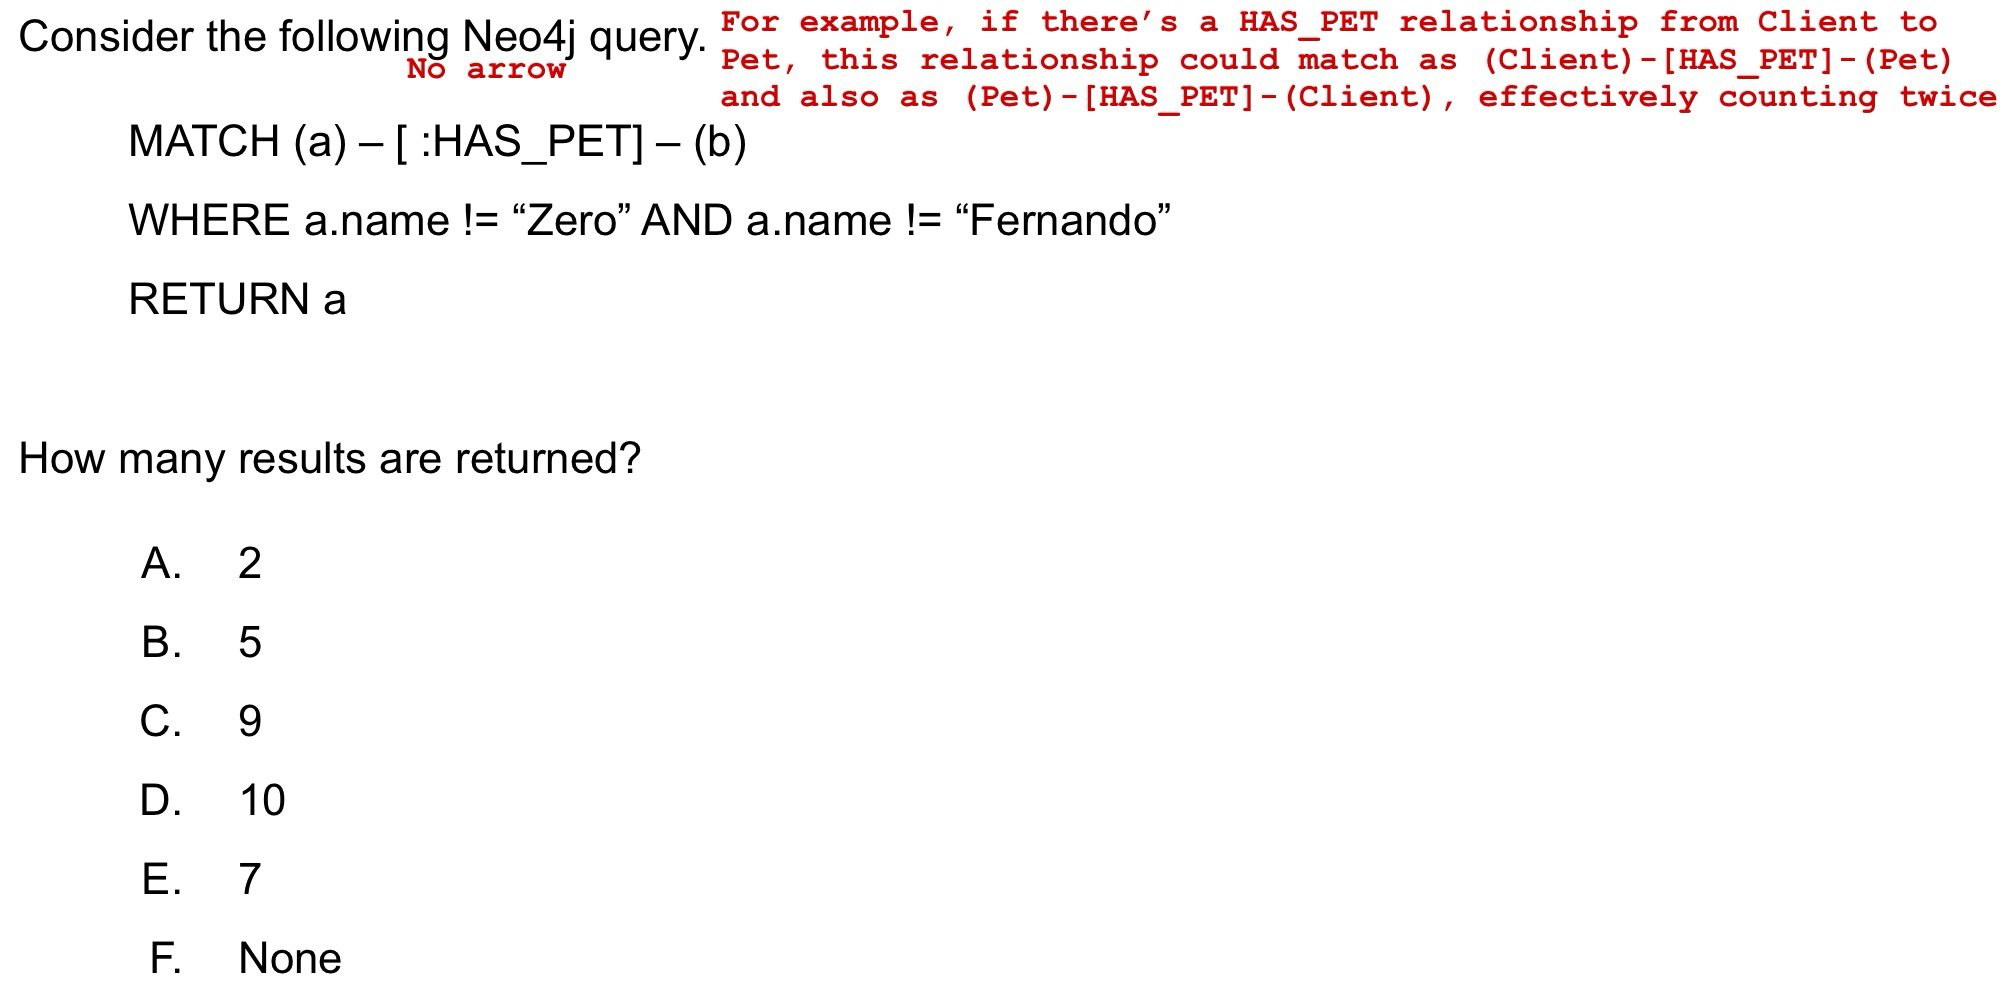 Consider the following Neo4j query.
No arrow
For example, if there’s a HAS_PET relationship from Client to
Pet, this relationship could match as (Client)-[HAS_PET]-(Pet)
and also as (Pet)-[HAS_PET]-(Client), effectively counting twice
MATCH (a) – [ :HAS_PET] – (b)
WHERE a.name != “Zero” AND a.name != “Fernando”
RETURN a
How many results are returned?
A. 2
B. 5
C. 9
D. 10
E. 7
F. None